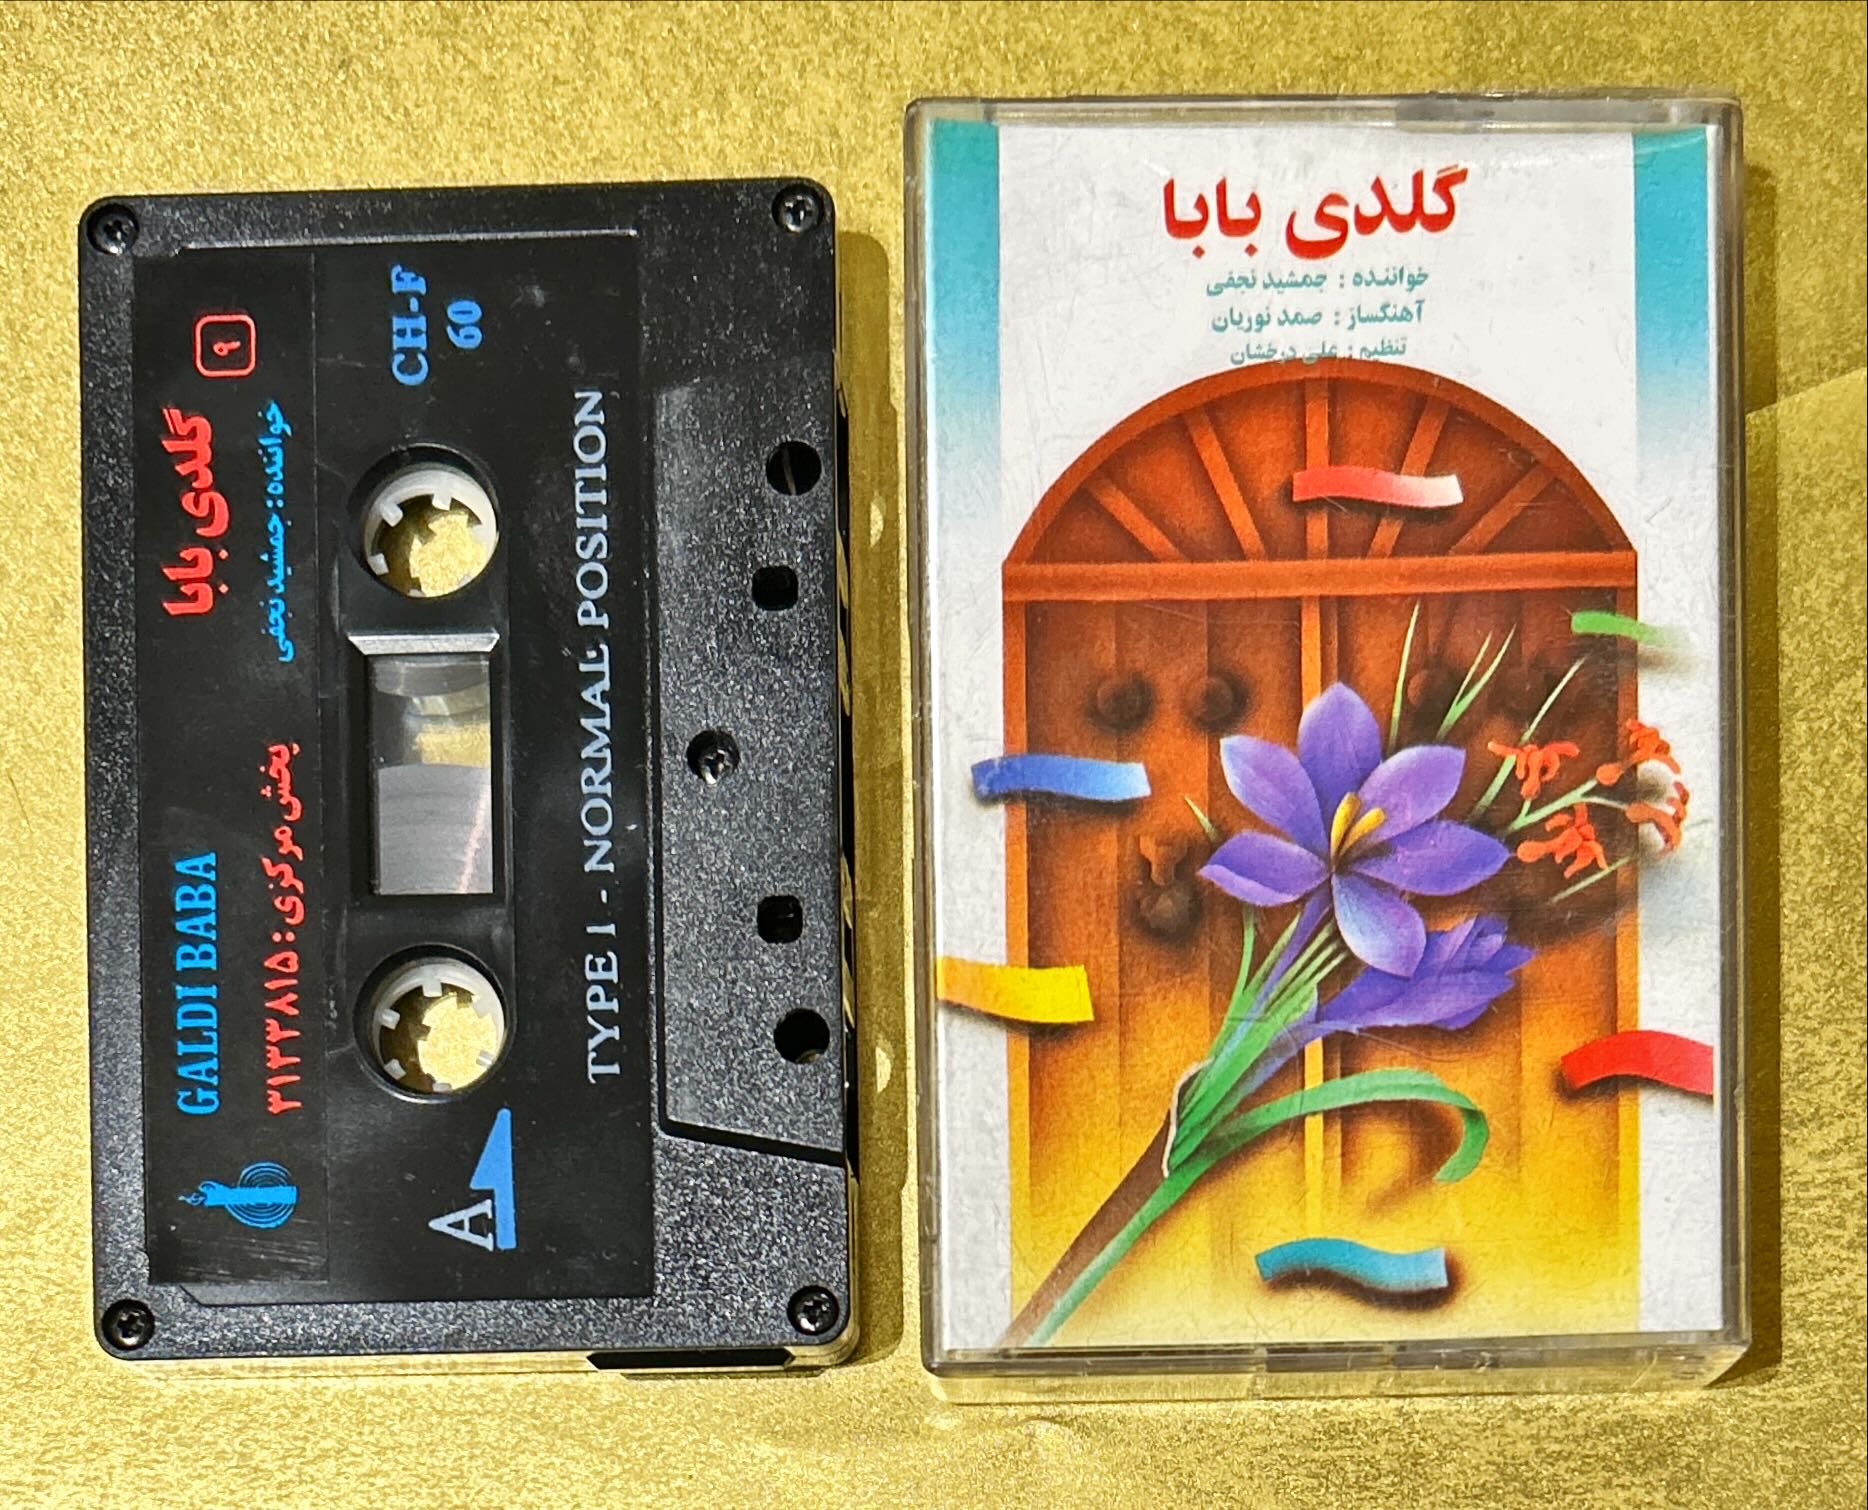 گلدی بابا
خواننده : جمشید نجفی
آهنگساز : صمد نوریان
تنظیم : علی درخشان
GALDI BABA
گلدی بابا
۹
خواننده : جمشید نجفی
پخش مرکزی : ۳۱۳۳۸۱۵
A
CH-F
60
TYPE I - NORMAL POSITION